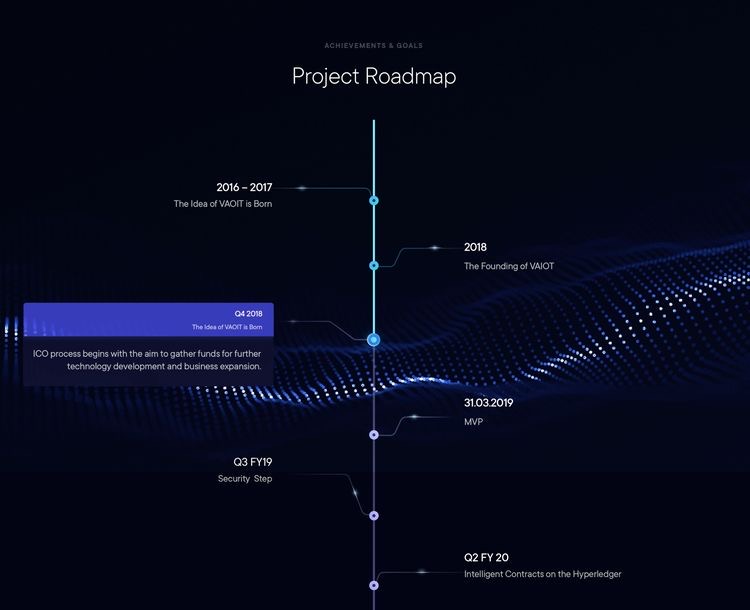 ACHIEVEMENTS & GOALS
Project Roadmap
2016 – 2017
The Idea of VAOIT is Born
2018
The Founding of VAIOT
Q4 2018
The Idea of VAOIT is Born
ICO process begins with the aim to gather funds for further
technology development and business expansion.
31.03.2019
MVP
Q3 FY19
Security Step
Q2 FY 20
Intelligent Contracts on the Hyperledger